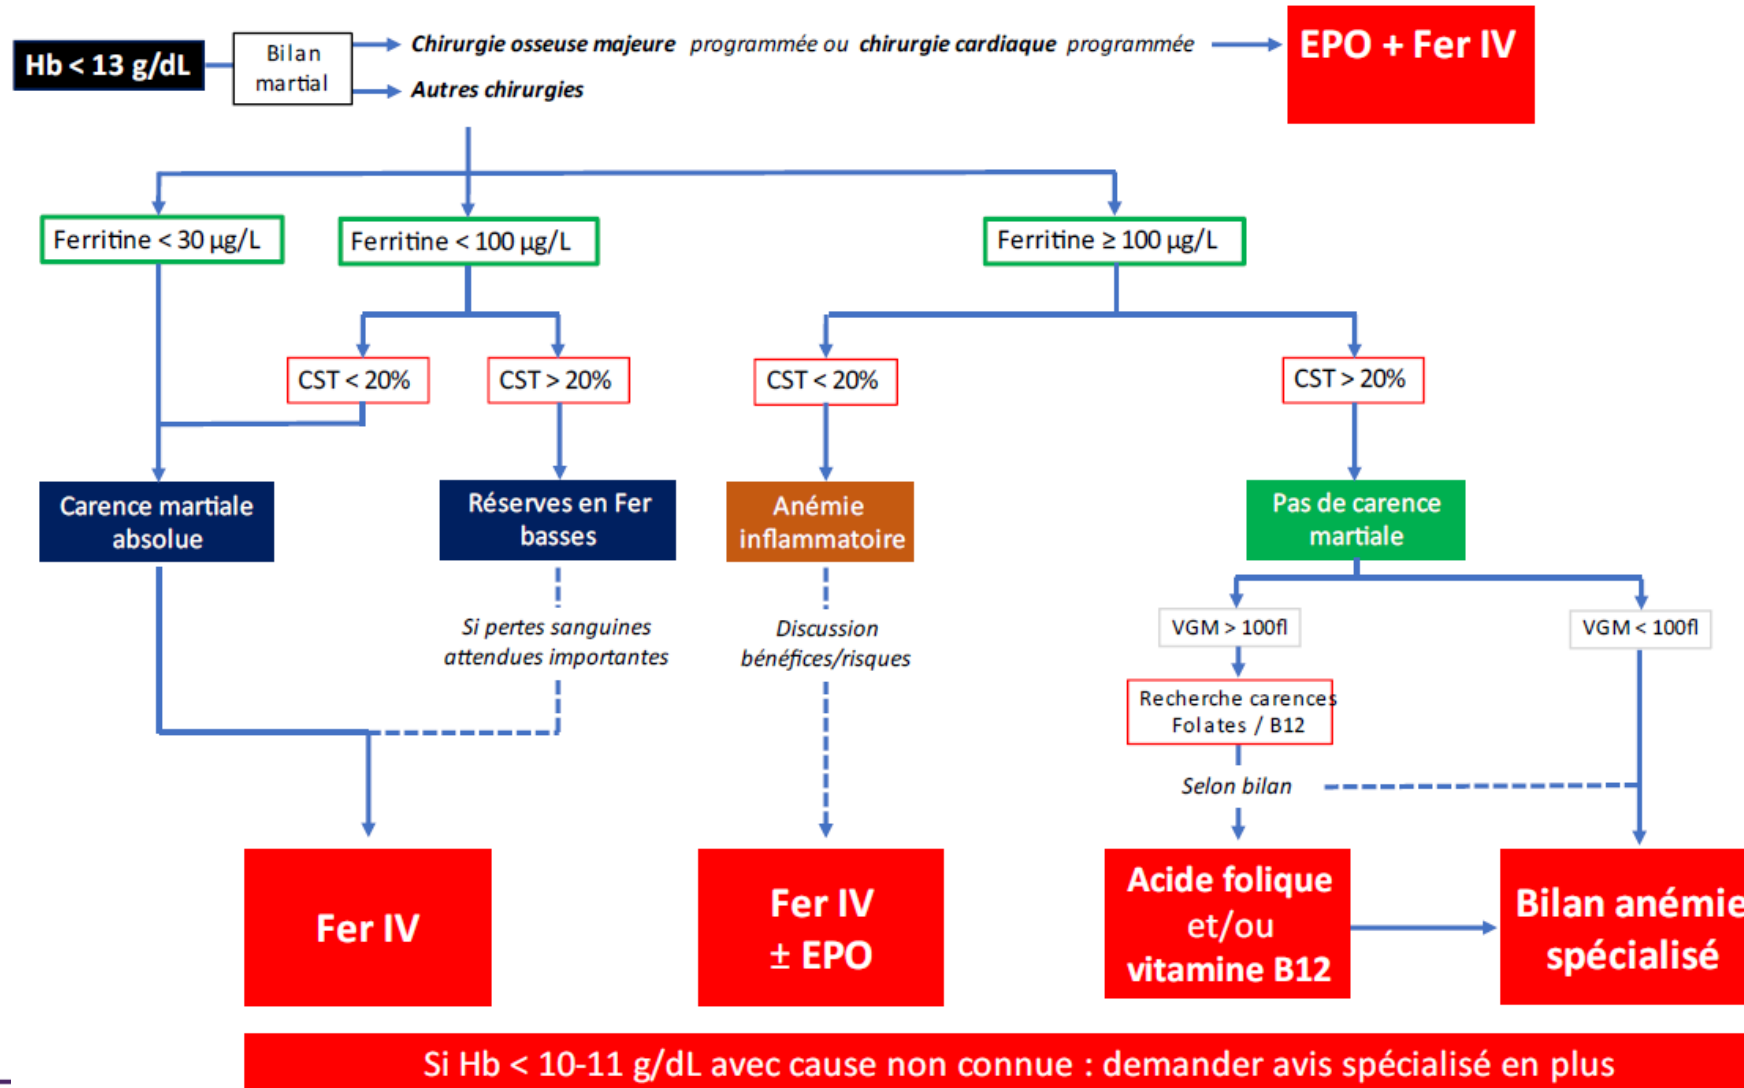 Hb < 13 g/dL
Bilan
martial
Chirurgie osseuse majeure programmée ou chirurgie cardiaque programmée
Autres chirurgies
EPO + Fer IV
Ferritine < 30 µg/L
Ferritine < 100 µg/L
Ferritine ≥ 100 µg/L
CST < 20%
CST > 20%
CST < 20%
CST > 20%
Carence martiale
absolue
Réserves en Fer
basses
Anémie
inflammatoire
Pas de carence
martiale
Si pertes sanguines
attendues importantes
Discussion
bénéfices/risques
VGM > 100fl
VGM < 100fl
Recherche carences
Folates / B12
Selon bilan
Fer IV
Fer IV
± EPO
Acide folique
et/ou
vitamine B12
Bilan anémie
spécialisé
Si Hb < 10-11 g/dL avec cause non connue : demander avis spécialisé en plus